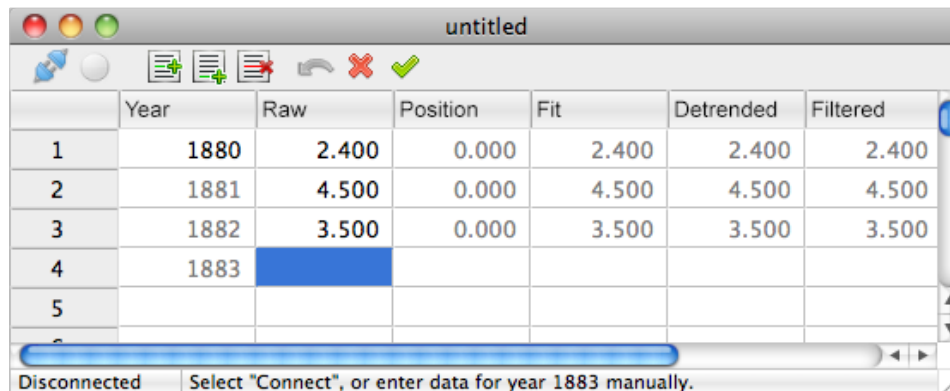 untitled
Year Raw Position Fit Detrended Filtered
1 1880 2.400 0.000 2.400 2.400 2.400
2 1881 4.500 0.000 4.500 4.500 4.500
3 1882 3.500 0.000 3.500 3.500 3.500
4 1883
5
Disconnected Select "Connect", or enter data for year 1883 manually.